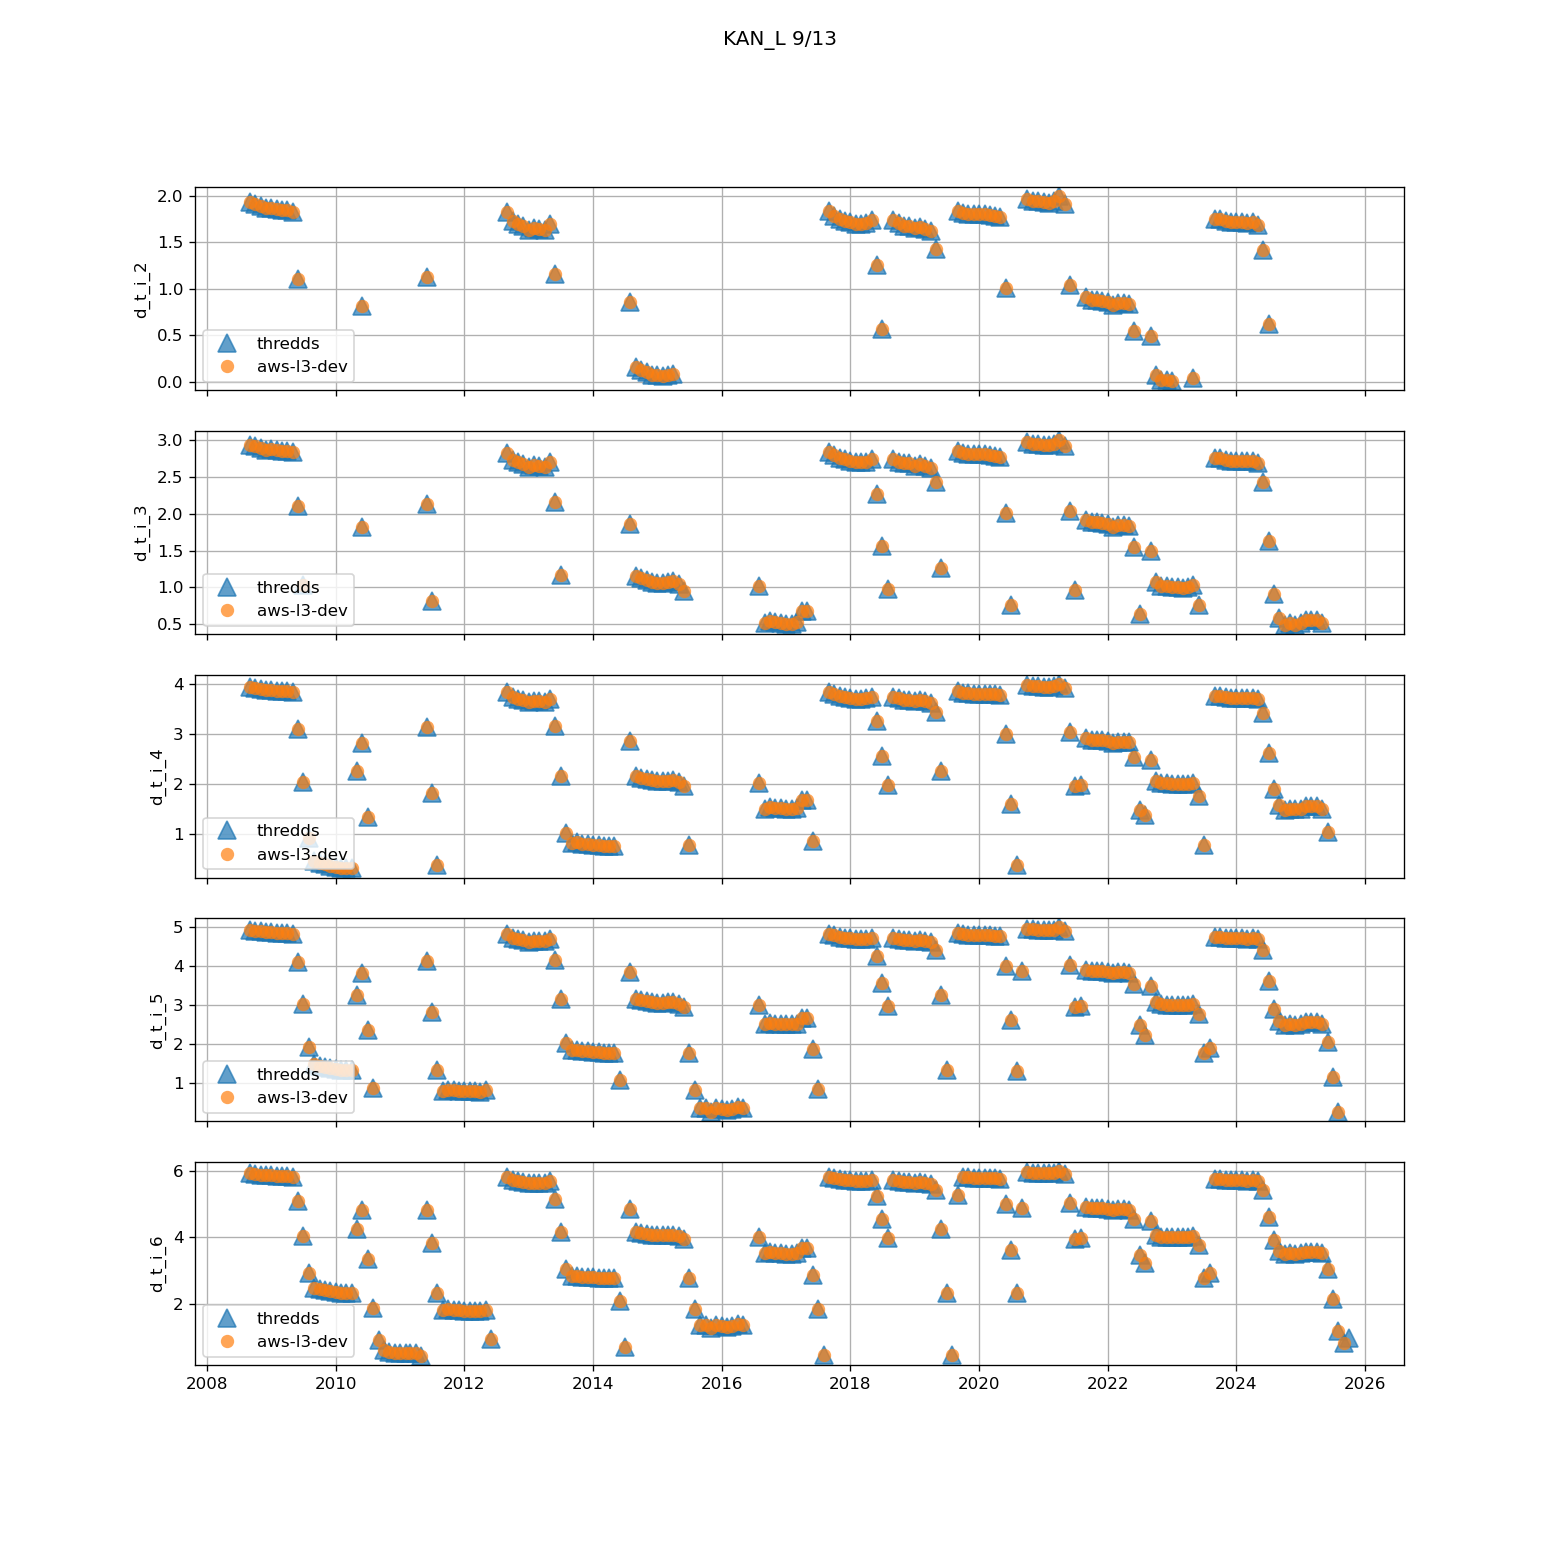 KAN_L 9/13
d_t_i_2
2.0
1.5
1.0
0.5
0.0
thredds
aws-l3-dev
d_t_i_3
3.0
2.5
2.0
1.5
1.0
0.5
thredds
aws-l3-dev
d_t_i_4
4
3
2
1
thredds
aws-l3-dev
d_t_i_5
5
4
3
2
1
thredds
aws-l3-dev
d_t_i_6
6
4
2
thredds
aws-l3-dev
2008 2010 2012 2014 2016 2018 2020 2022 2024 2026